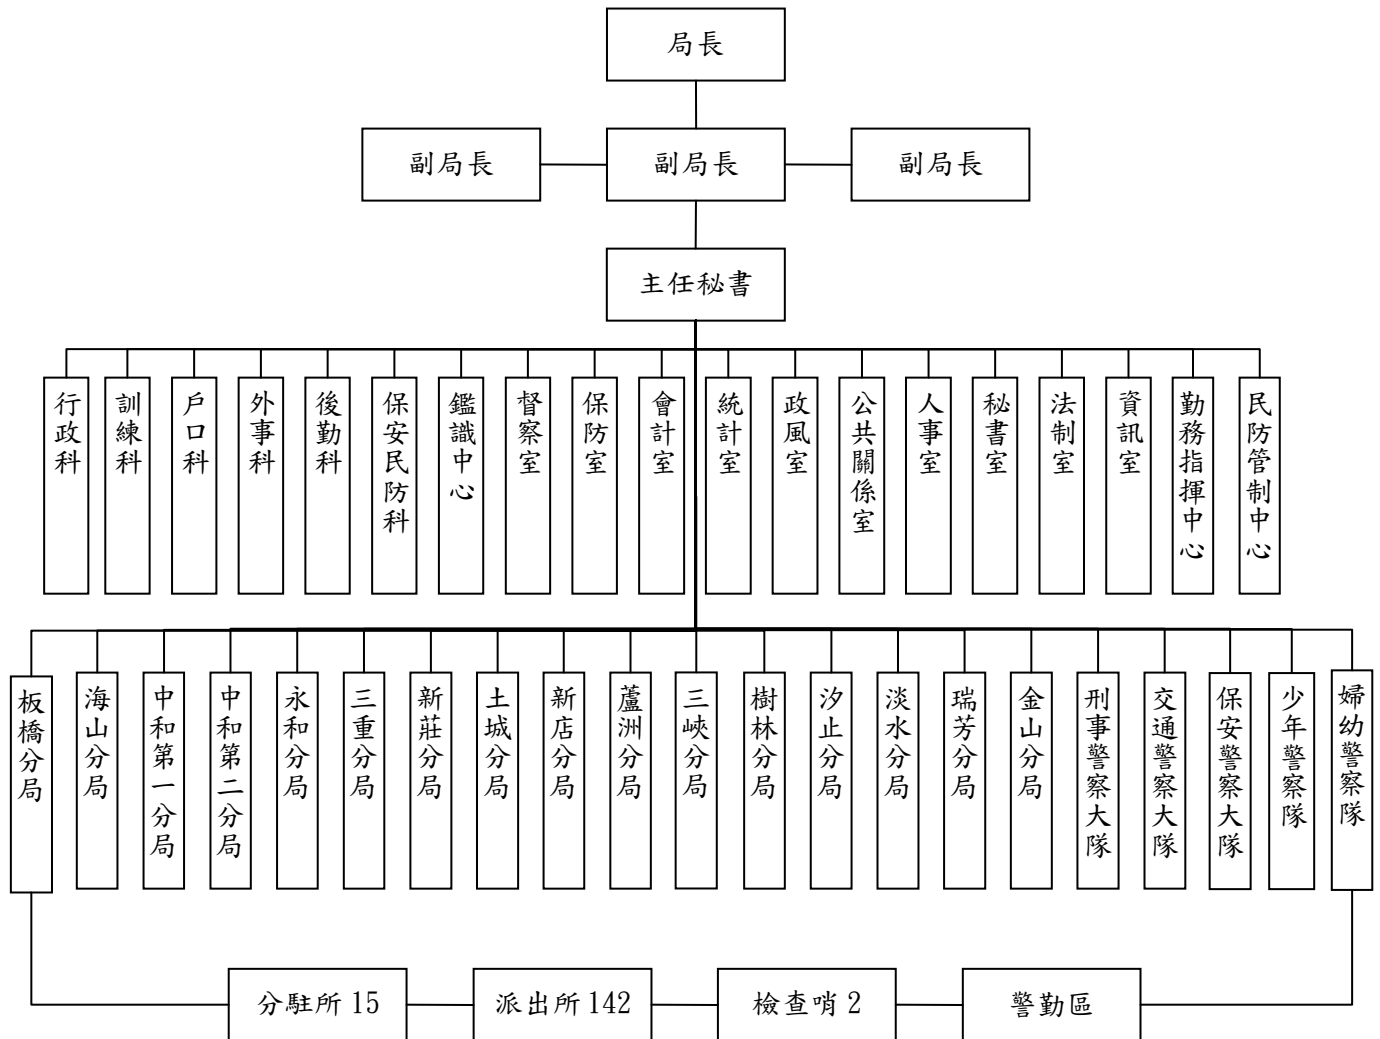 局長
副局長
副局長
副局長
主任秘書
行政科
訓練科
戶口科
外事科
後勤科
保安民防科
鑑識中心
督察室
保防室
會計室
統計室
政風室
公共關係室
人事室
秘書室
法制室
資訊室
勤務指揮中心
民防管制中心
板橋分局
海山分局
中和第一分局
中和第二分局
永和分局
三重分局
新莊分局
土城分局
新店分局
蘆洲分局
三峽分局
樹林分局
汐止分局
淡水分局
瑞芳分局
金山分局
刑事警察大隊
交通警察大隊
保安警察大隊
少年警察隊
婦幼警察隊
分駐所 15
派出所 142
檢查哨 2
警勤區